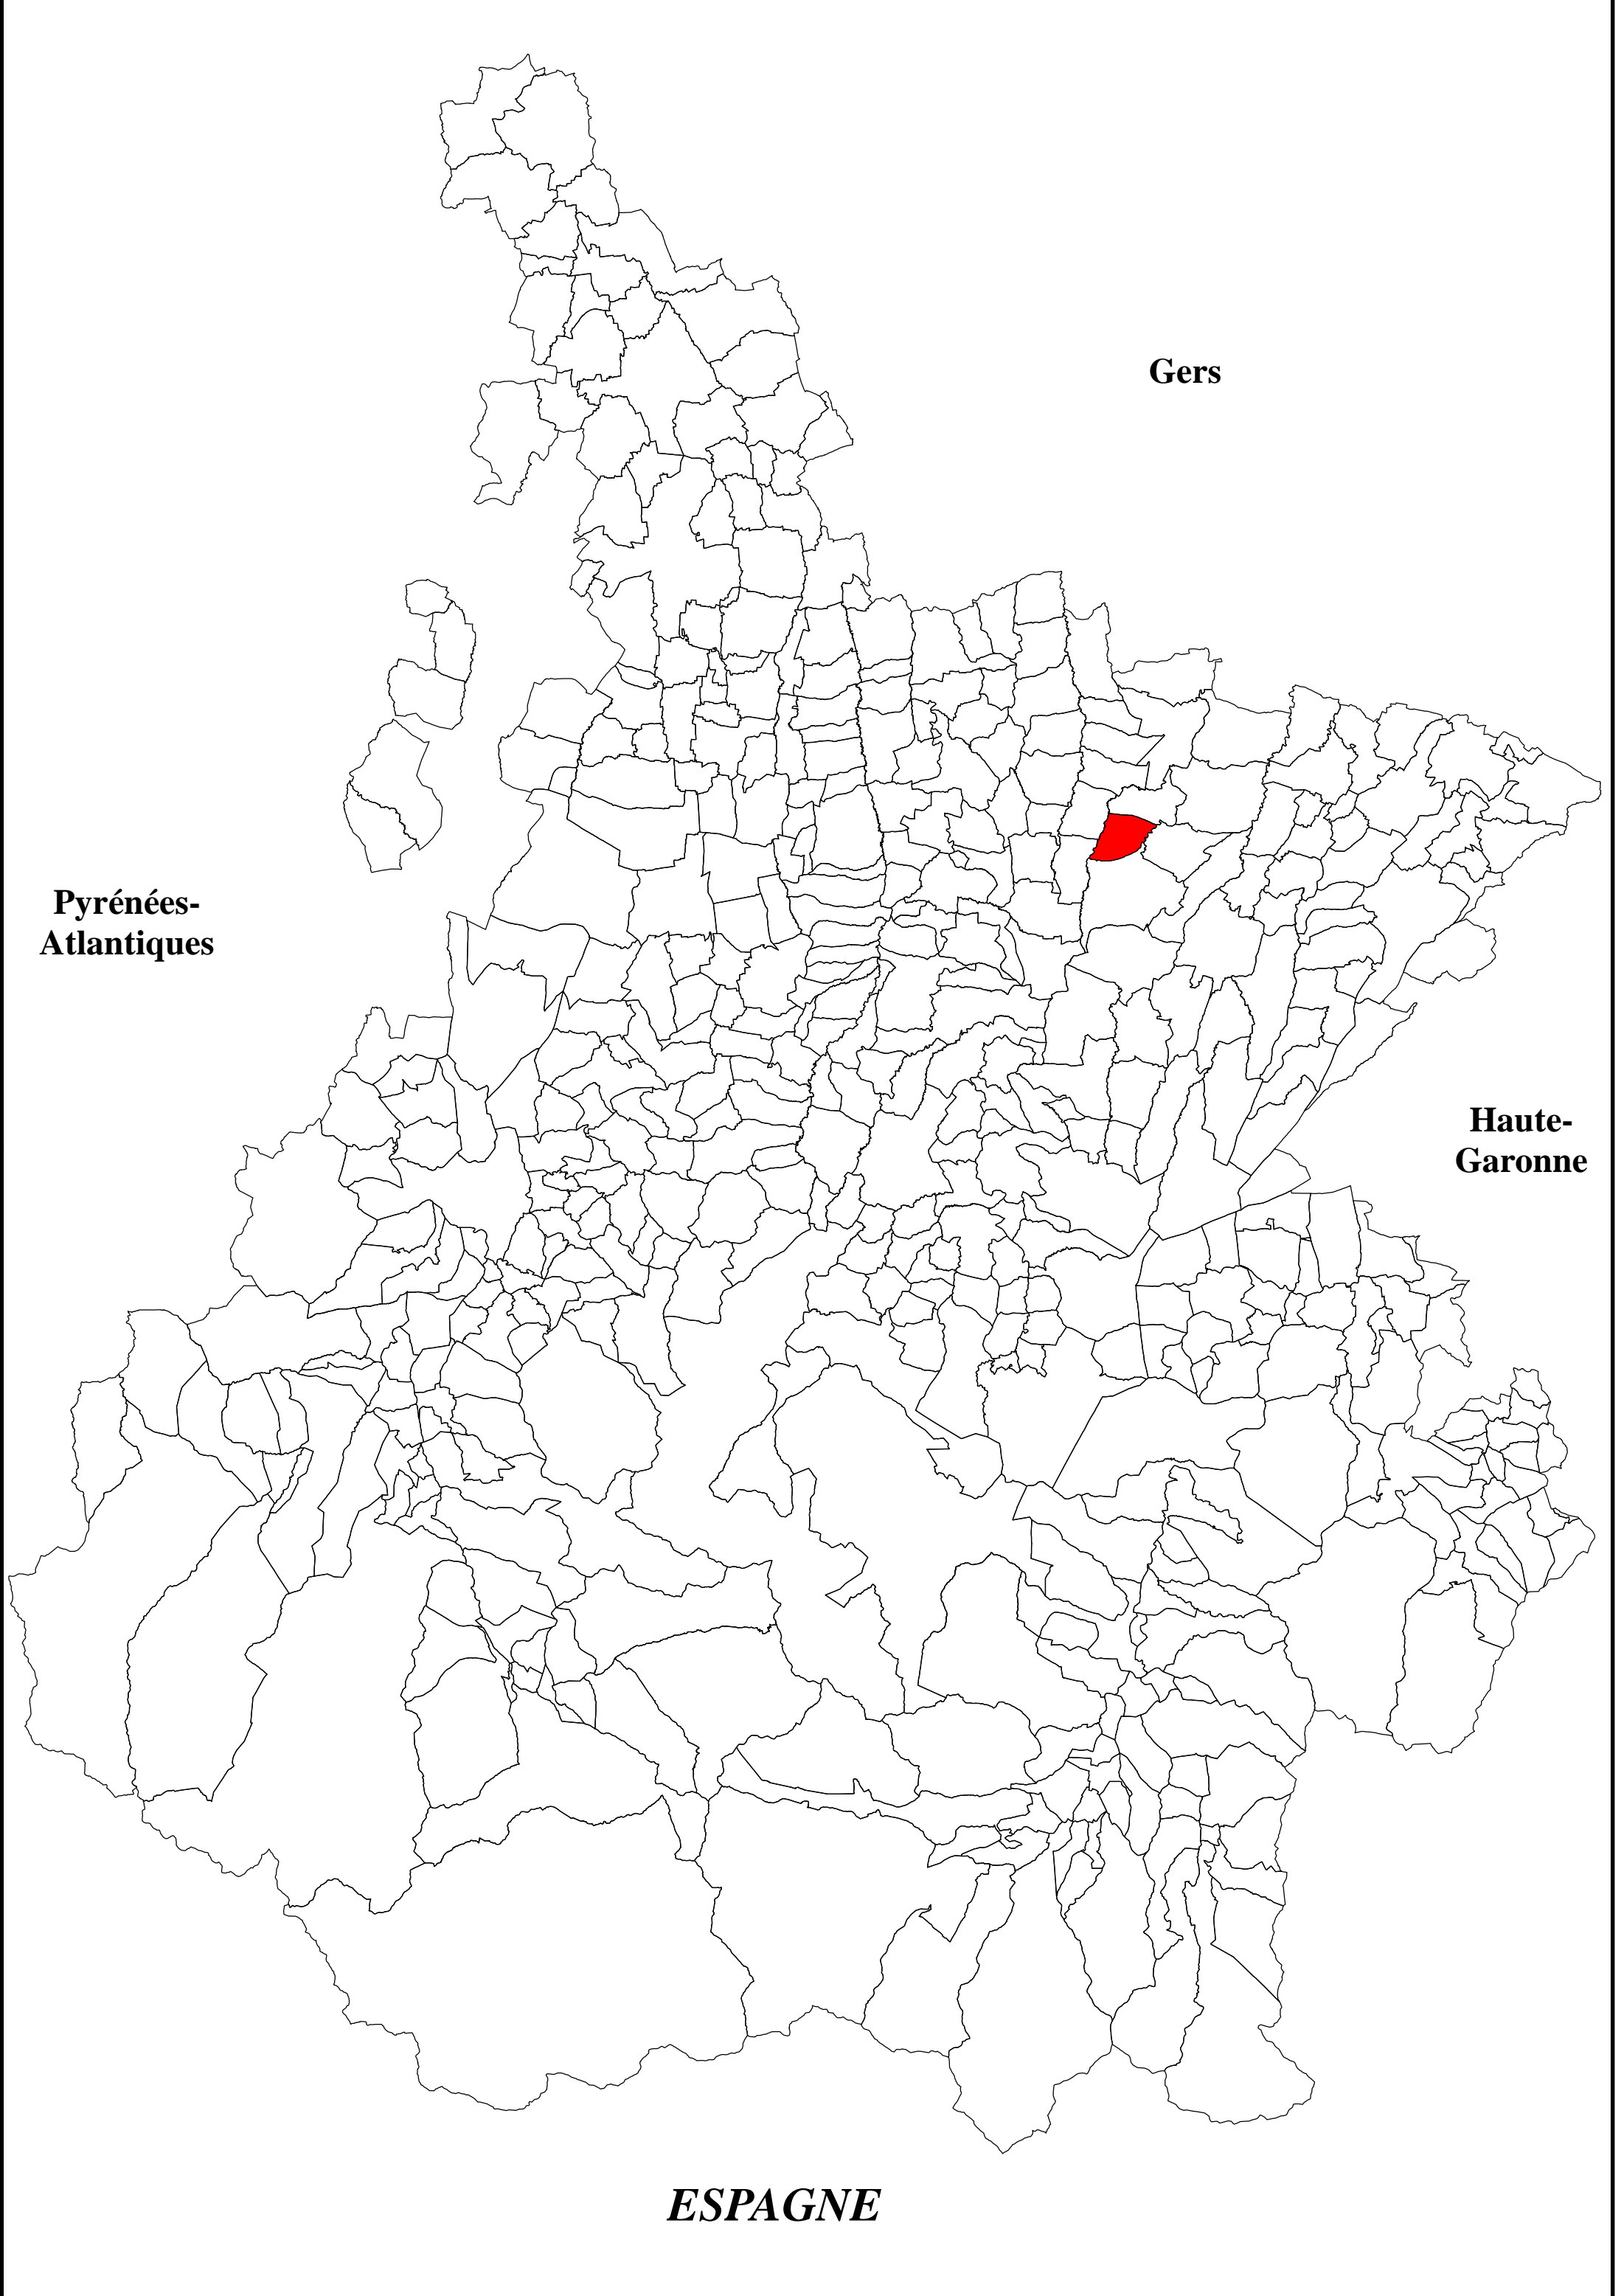 Gers
Pyrénées-
Atlantiques
Haute-
Garonne
ESPAGNE